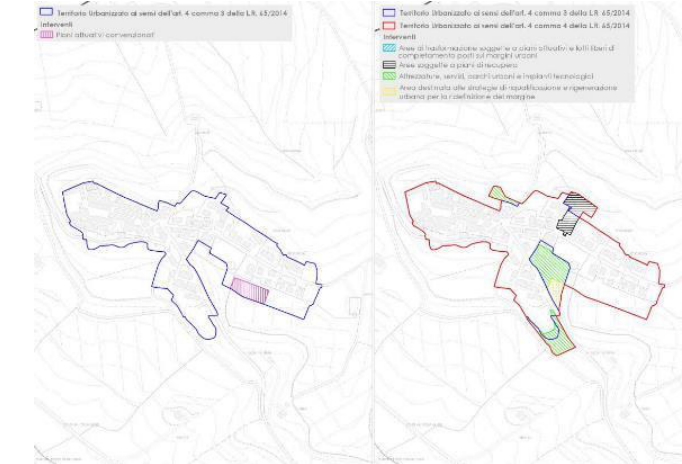 Territorio Urbanizzato ai sensi dell'art. 4 comma 3 della L.R. 65/2014
Interventi
Piani attuativi convenzionati
Territorio Urbanizzato ai sensi dell'art. 4 comma 3 della L.R. 65/2014
Territorio Urbanizzato ai sensi dell'art. 4 comma 4 della L.R. 65/2014
Interventi
Aree di trasformazione soggette a piani attuativi e lotti liberi di
completamento posti sui margini urbani
Aree soggette a piani di recupero
Attrezzature, servizi, parchi urbani e impianti tecnologici
Area destinata alle strategie di riqualificazione e rigenerazione
urbana per la ridefinizione del margine